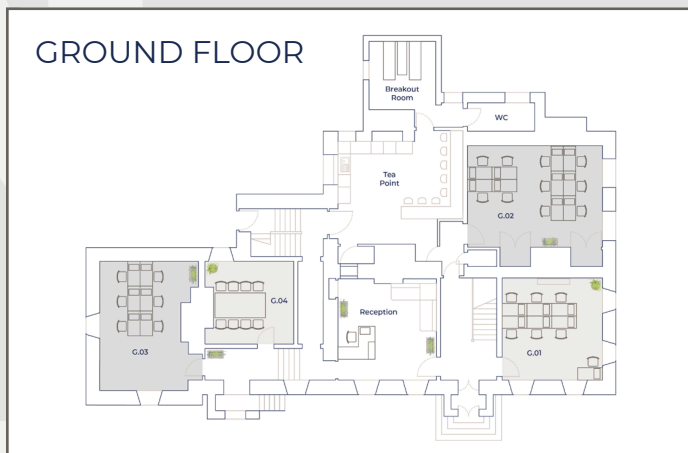 GROUND FLOOR
Breakout
Room
WC
Tea
Point
G.02
G.04
Reception
G.03
G.01